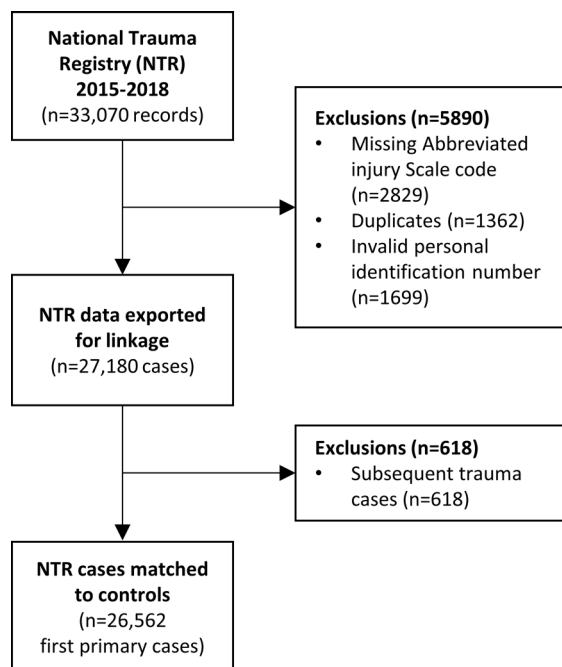 National Trauma
Registry (NTR)
2015-2018
(n=33,070 records)
Exclusions (n=5890)
• Missing Abbreviated
injury Scale code
(n=2829)
• Duplicates (n=1362)
• Invalid personal
identification number
(n=1699)
NTR data exported
for linkage
(n=27,180 cases)
Exclusions (n=618)
• Subsequent trauma
cases (n=618)
NTR cases matched
to controls
(n=26,562
first primary cases)